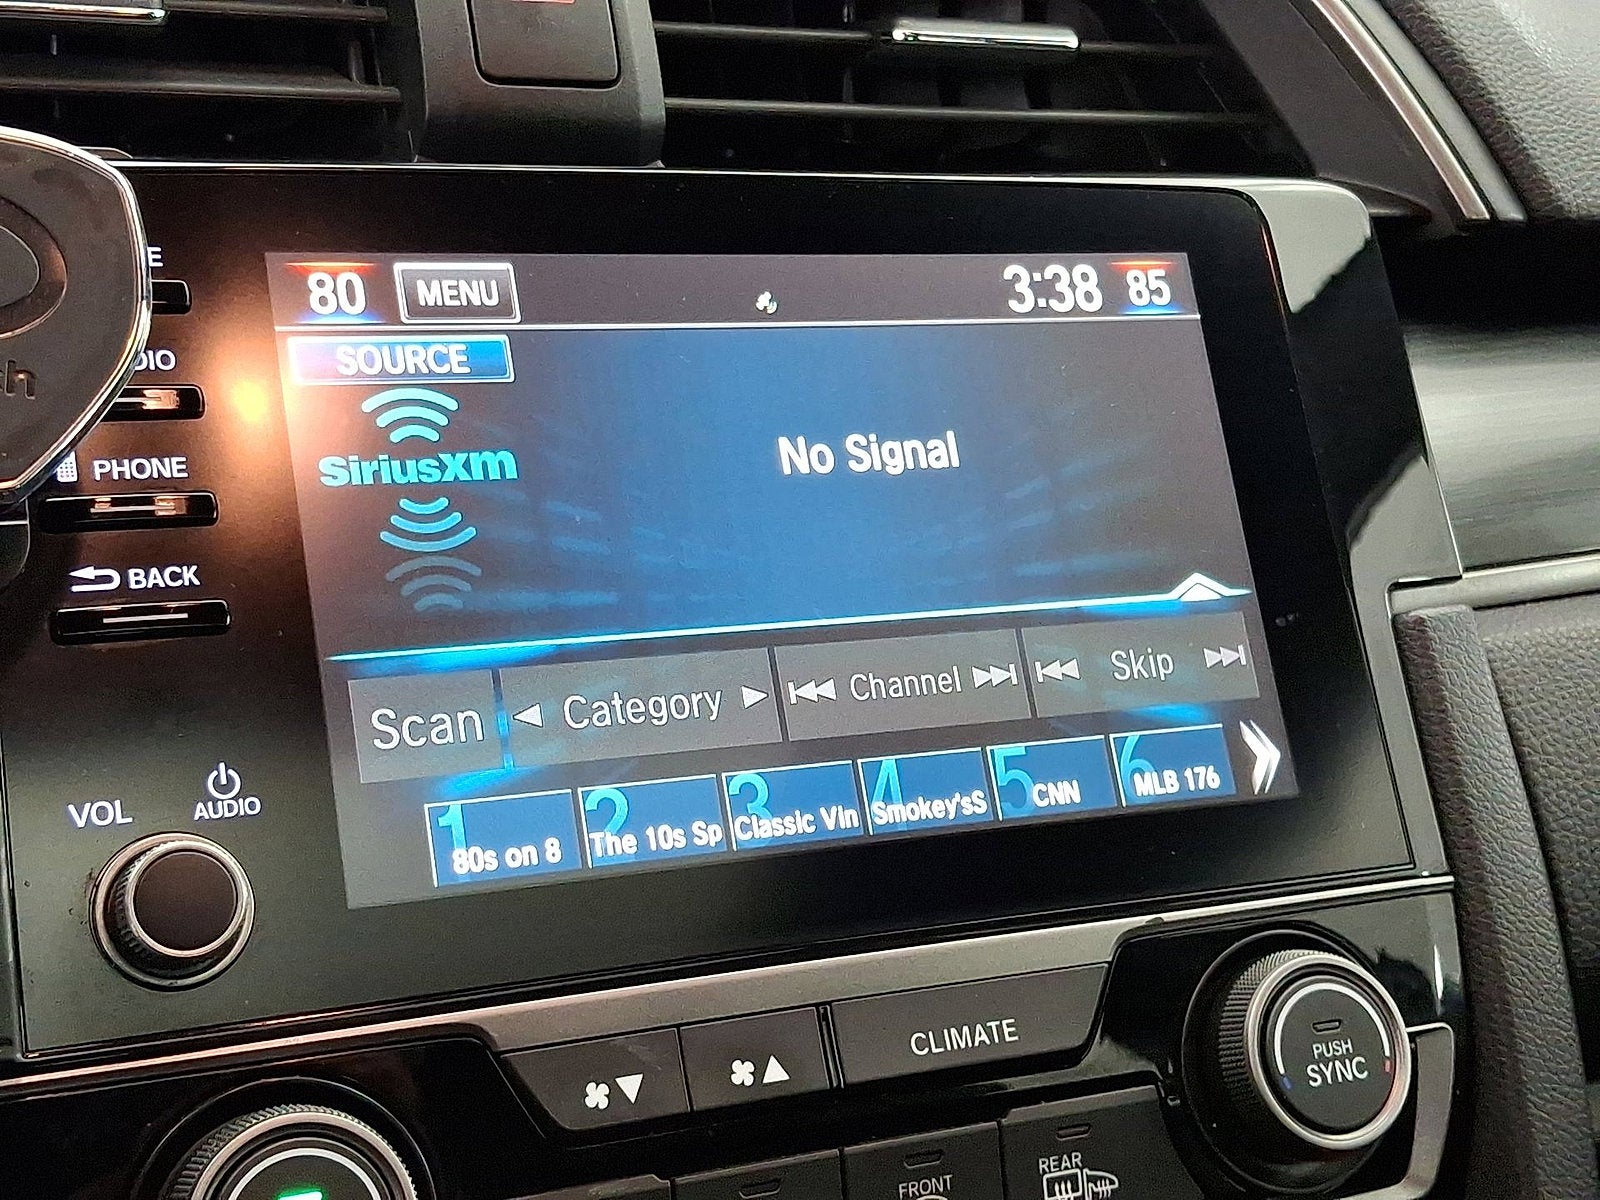 80 MENU 3:38 85
SOURCE
SiriusXm
No Signal
PHONE
BACK
Scan Category Channel Skip
1 80s on 8
2 The 10s Sp
3 Classic Vin
4 Smokey'sS
5 CNN
6 MLB 176
VOL
AUDIO
CLIMATE
PUSH
SYNC
FRONT
REAR